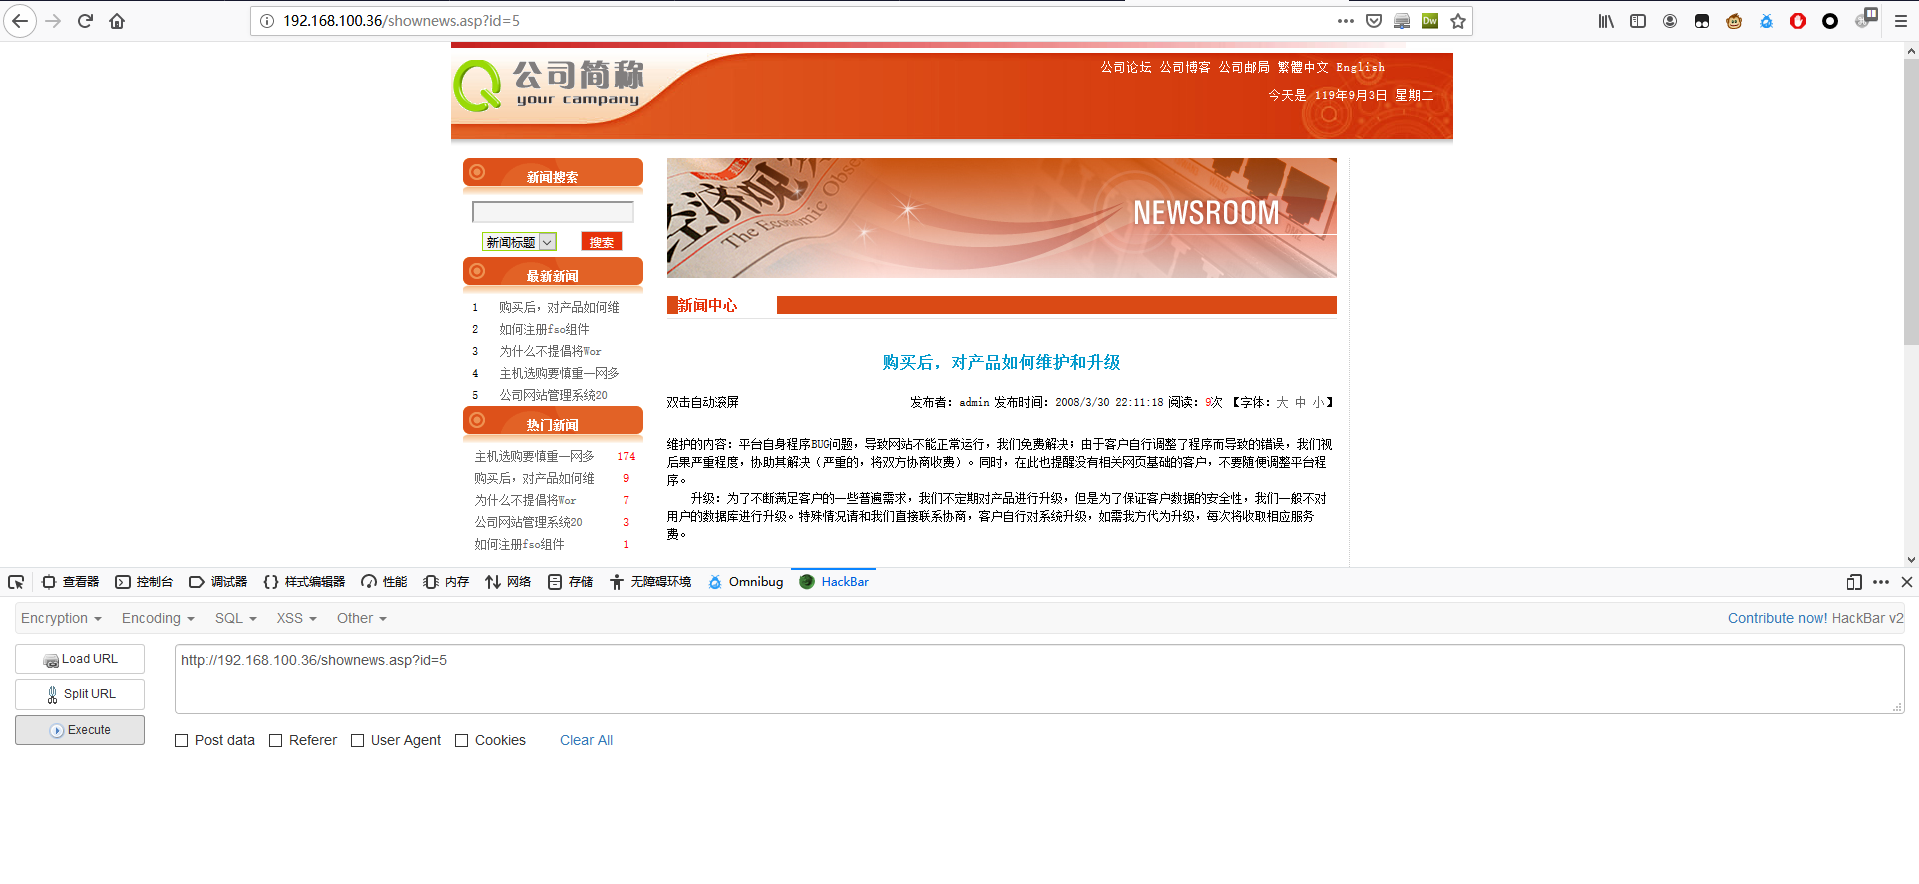 192.168.100.36/shownews.asp?id=5
公司简称
your campany
公司论坛 公司博客 公司邮局 繁體中文 English
今天是 119年9月3日 星期二
新闻搜索
新闻标题
搜索
最新新闻
1 购买后，对产品如何维
2 如何注册fso组件
3 为什么不提倡将Wor
4 主机选购要慎重—网多
5 公司网站管理系统20
热门新闻
主机选购要慎重—网多 174
购买后，对产品如何维 9
为什么不提倡将Wor 7
公司网站管理系统20 3
如何注册fso组件 1
The Economic Obse
NEWSROOM
新闻中心
购买后，对产品如何维护和升级
双击自动滚屏 发布者：admin 发布时间：2008/3/30 22:11:18 阅读：9次 【字体：大 中 小】
维护的内容：平台自身程序BUG问题，导致网站不能正常运行，我们免费解决；由于客户自行调整了程序而导致的错误，我们视
后果严重程度，协助其解决（严重的，将双方协商收费）。同时，在此也提醒没有相关网页基础的客户，不要随便调整平台程
序。
升级：为了不断满足客户的一些普遍需求，我们不定期对产品进行升级，但是为了保证客户数据的安全性，我们一般不对
用户的数据库进行升级。特殊情况请和我们直接联系协商，客户自行对系统升级，如需我方代为升级，每次将收取相应服务
费。
查看器 控制台 调试器 样式编辑器 性能 内存 网络 存储 无障碍环境 Omnibug HackBar
Encryption Encoding SQL XSS Other Contribute now! HackBar v2
Load URL
http://192.168.100.36/shownews.asp?id=5
Split URL
Execute
Post data Referer User Agent Cookies Clear All